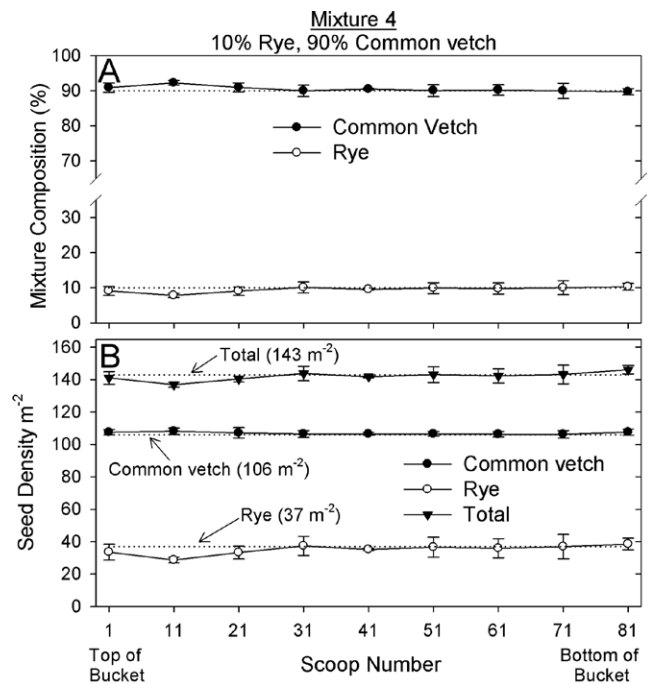 Mixture 4
10% Rye, 90% Common vetch
A
Mixture Composition (%)
100
90
80
70
30
20
10
0
Common Vetch
Rye
B
Seed Density m-2
160
140
120
100
80
60
40
20
0
Total (143 m-2)
Common vetch (106 m-2)
Rye (37 m-2)
Common vetch
Rye
Total
1 11 21 31 41 51 61 71 81
Top of
Bucket
Scoop Number
Bottom of
Bucket